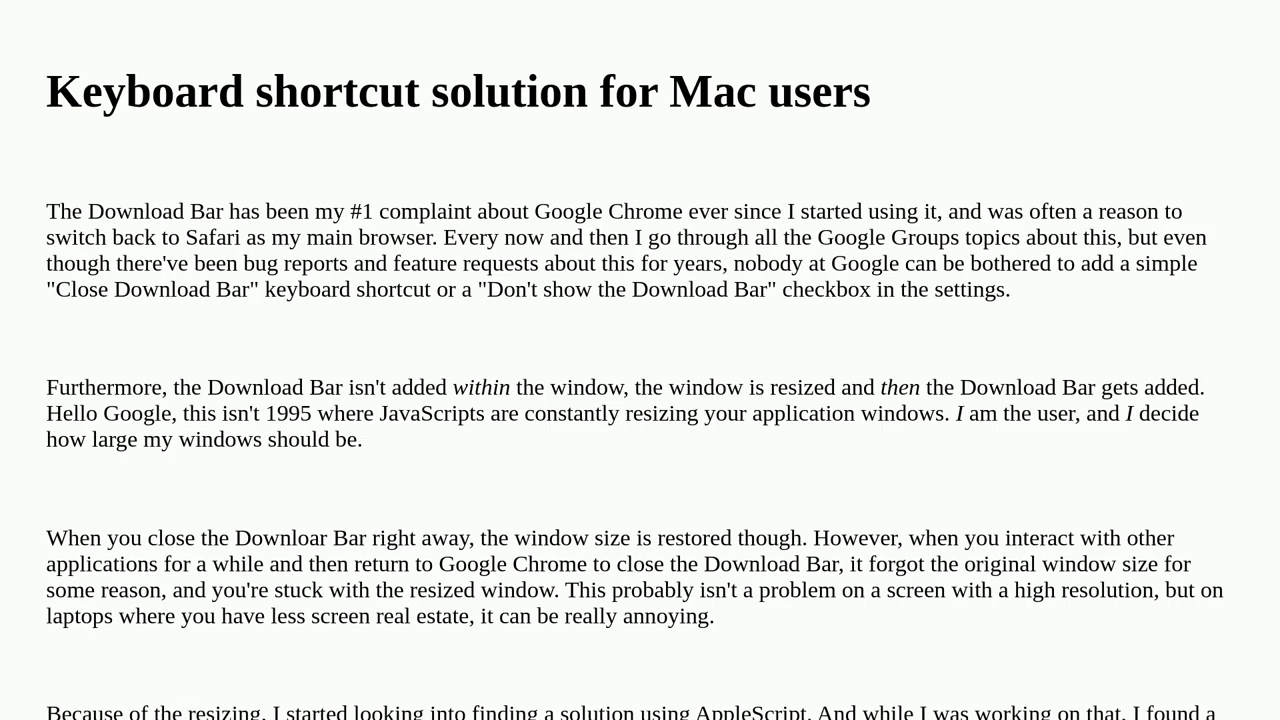 Keyboard shortcut solution for Mac users
The Download Bar has been my #1 complaint about Google Chrome ever since I started using it, and was often a reason to
switch back to Safari as my main browser. Every now and then I go through all the Google Groups topics about this, but even
though there've been bug reports and feature requests about this for years, nobody at Google can be bothered to add a simple
"Close Download Bar" keyboard shortcut or a "Don't show the Download Bar" checkbox in the settings.
Furthermore, the Download Bar isn't added within the window, the window is resized and then the Download Bar gets added.
Hello Google, this isn't 1995 where JavaScripts are constantly resizing your application windows. I am the user, and I decide
how large my windows should be.
When you close the Downloar Bar right away, the window size is restored though. However, when you interact with other
applications for a while and then return to Google Chrome to close the Download Bar, it forgot the original window size for
some reason, and you're stuck with the resized window. This probably isn't a problem on a screen with a high resolution, but on
laptops where you have less screen real estate, it can be really annoying.
Because of the resizing, I started looking into finding a solution using AppleScript. And while I was working on that, I found a